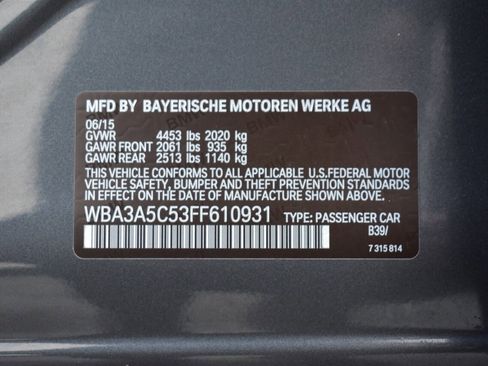 MFD BY BAYERISCHE MOTOREN WERKE AG
06/15
GVWR 4453 lbs 2020 kg
GAWR FRONT 2061 lbs 935 kg
GAWR REAR 2513 lbs 1140 kg
THIS VEHICLE CONFORMS TO ALL APPLICABLE U.S.FEDERAL MOTOR
VEHICLE SAFETY, BUMPER AND THEFT PREVENTION STANDARDS
IN EFFECT ON THE DATE OF MANUFACTURE SHOWN ABOVE.
WBA3A5C53FF610931 TYPE: PASSENGER CAR
B39/
7 315 814